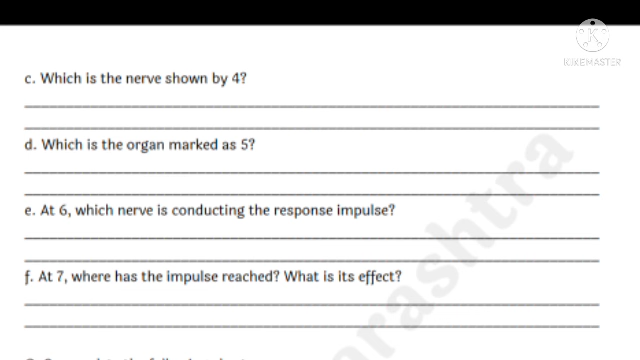 KINEMASTER
c. Which is the nerve shown by 4?
d. Which is the organ marked as 5?
e. At 6, which nerve is conducting the response impulse?
f. At 7, where has the impulse reached? What is its effect?
arashtra